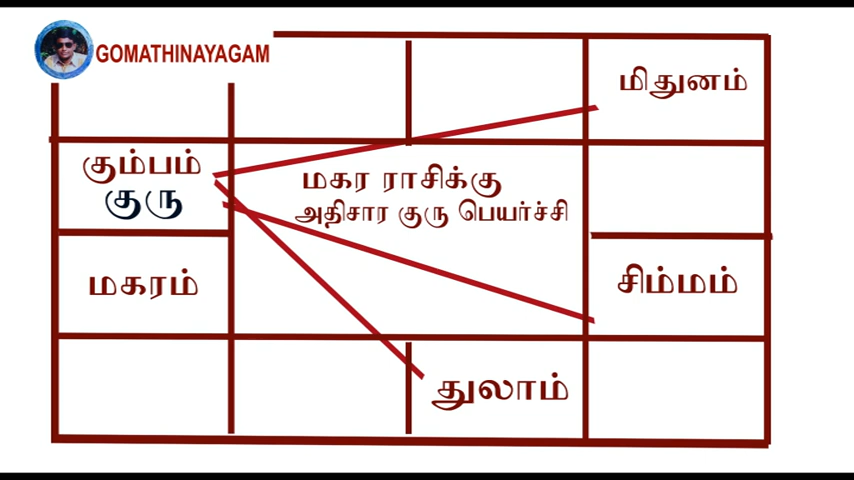 GOMATHINAYAGAM
மிதுனம்
கும்பம்
குரு
மகர ராசிக்கு
அதிசார குரு பெயர்ச்சி
மகரம்
சிம்மம்
துலாம்